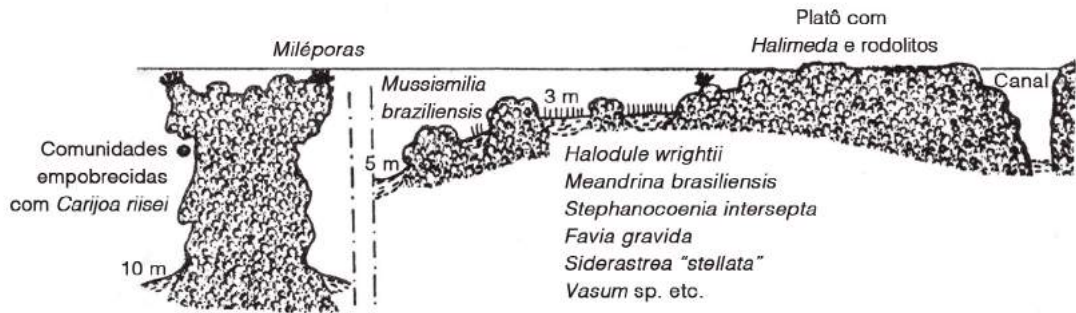 Miléporas
Platô com
Halimeda e rodolitos
Mussismilia
braziliensis
3 m
Canal
Comunidades
empobrecidas
com Carijoa riisei
5 m
10 m
Halodule wrightii
Meandrina brasiliensis
Stephanocoenia intersepta
Favia gravida
Siderastrea “stellata”
Vasum sp. etc.